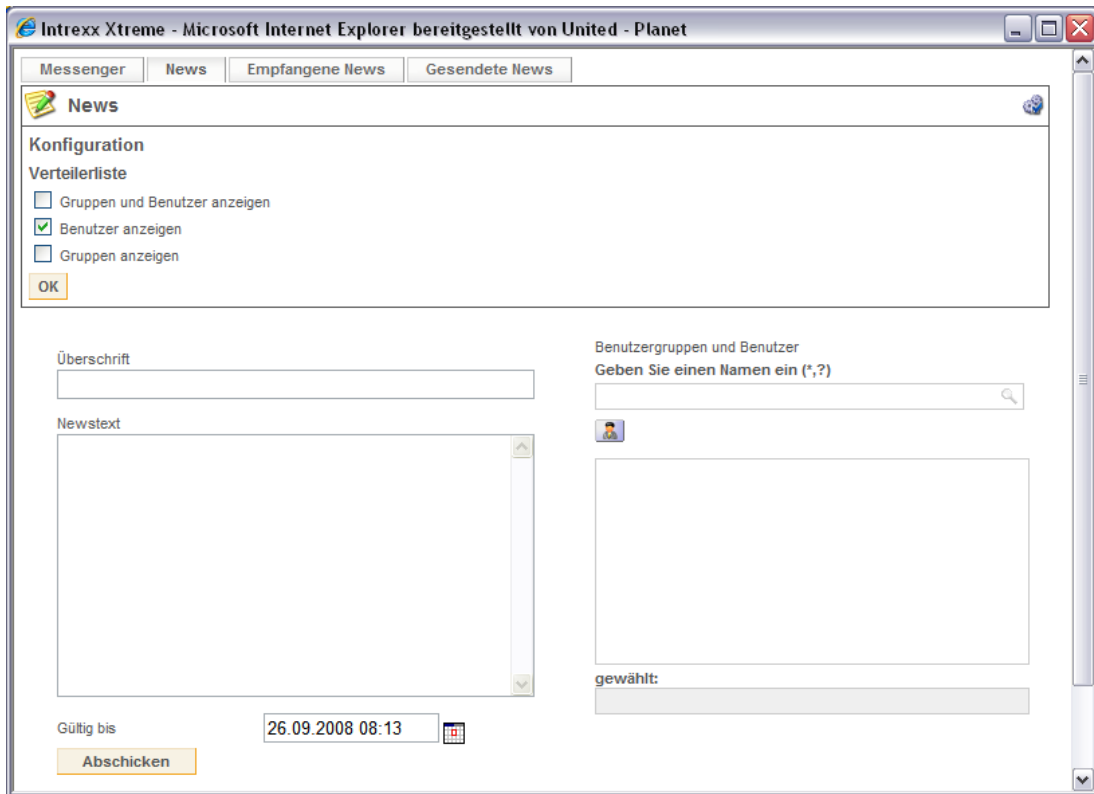 Intrexx Xtreme - Microsoft Internet Explorer bereitgestellt von United - Planet
Messenger News Empfangene News Gesendete News
News
Konfiguration
Verteilerliste
Gruppen und Benutzer anzeigen
Benutzer anzeigen
Gruppen anzeigen
OK
Überschrift
Newstext
Gültig bis 26.09.2008 08:13
Abschicken
Benutzergruppen und Benutzer
Geben Sie einen Namen ein (*,?)
gewählt: